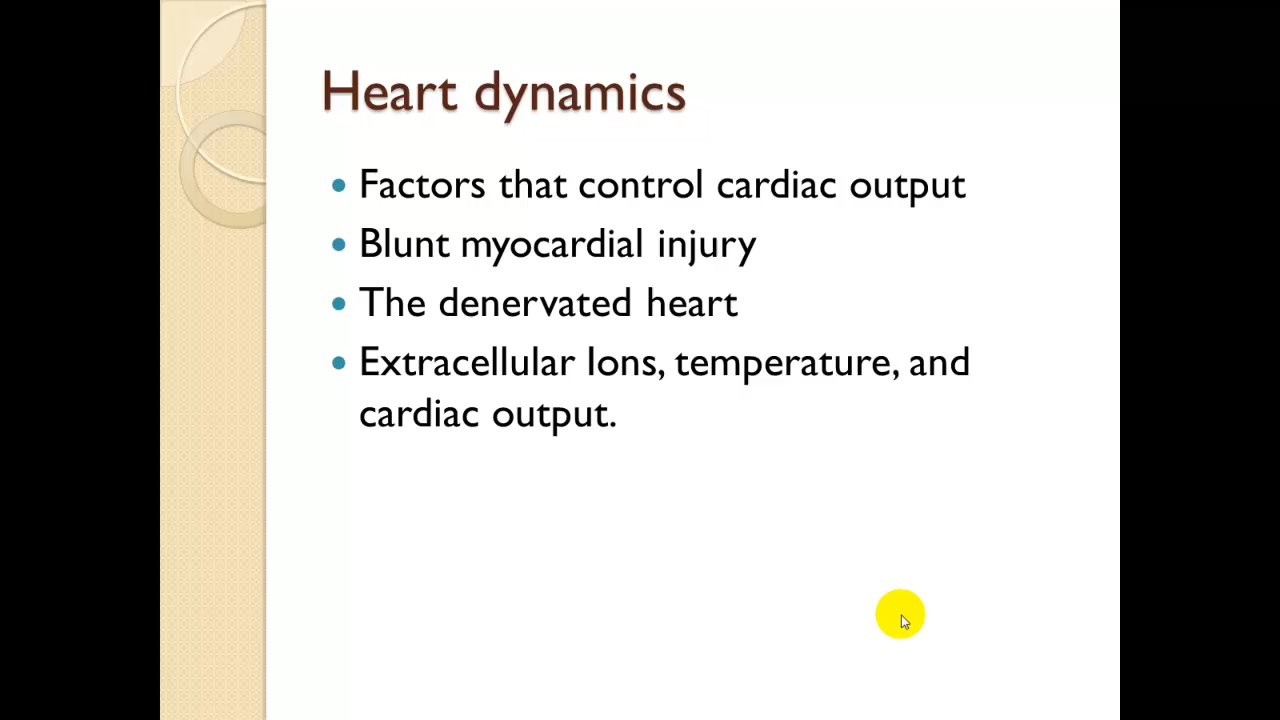 Heart dynamics
• Factors that control cardiac output
• Blunt myocardial injury
• The denervated heart
• Extracellular Ions, temperature, and
cardiac output.